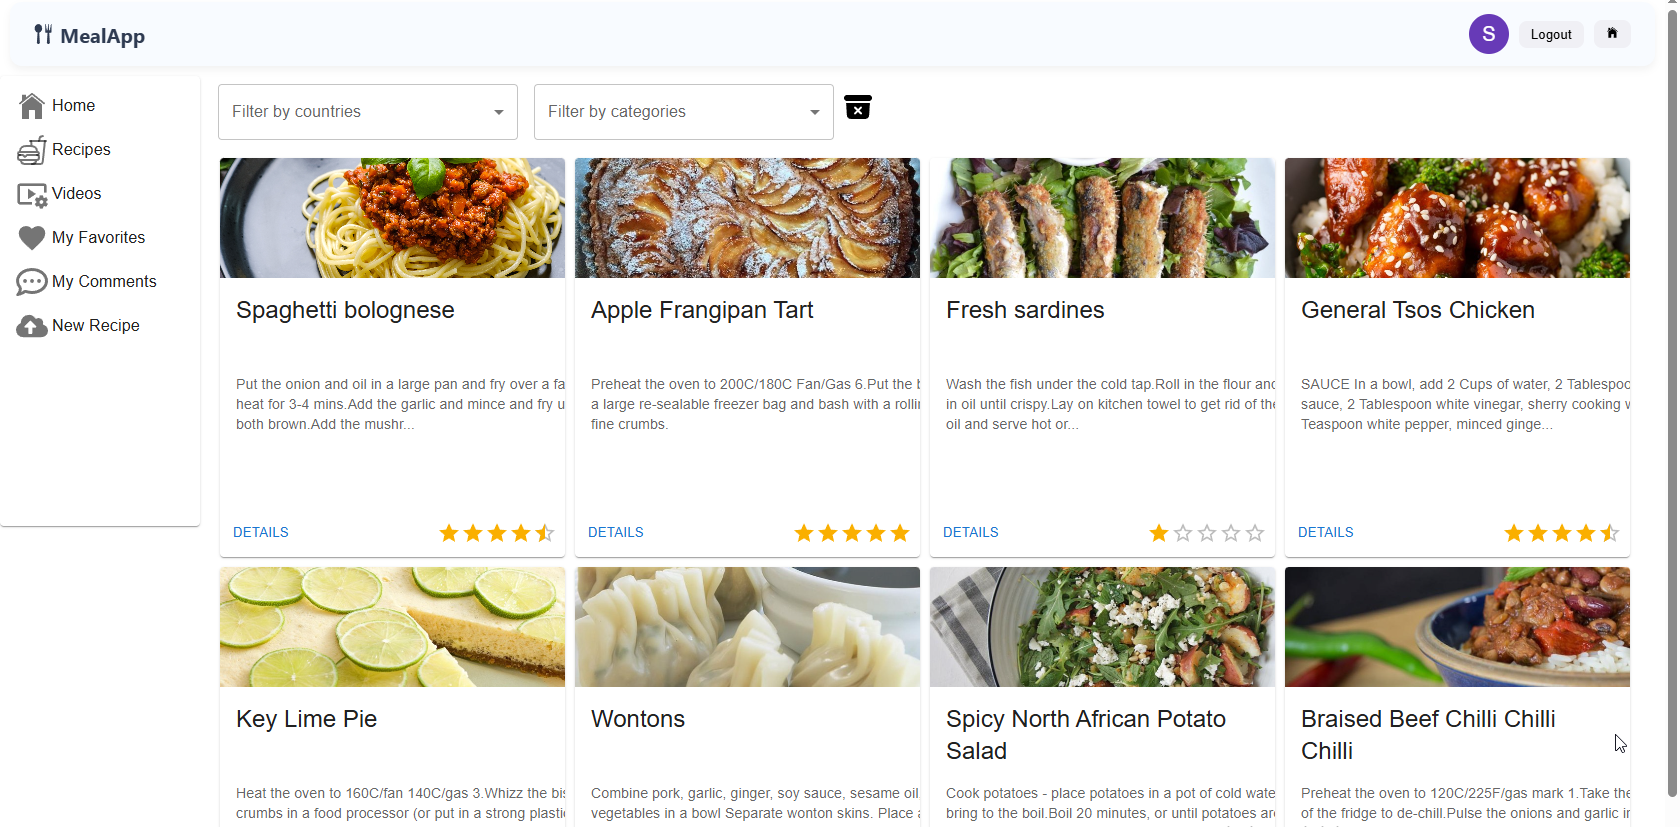 MealApp
S
Logout
Home
Recipes
Videos
My Favorites
My Comments
New Recipe
Filter by countries
Filter by categories
Spaghetti bolognese
Put the onion and oil in a large pan and fry over a fa
heat for 3-4 mins.Add the garlic and mince and fry u
both brown.Add the mushr...
DETAILS
Apple Frangipan Tart
Preheat the oven to 200C/180C Fan/Gas 6.Put the b
a large re-sealable freezer bag and bash with a rollin
fine crumbs.
DETAILS
Fresh sardines
Wash the fish under the cold tap.Roll in the flour and
in oil until crispy.Lay on kitchen towel to get rid of the
oil and serve hot or...
DETAILS
General Tsos Chicken
SAUCE In a bowl, add 2 Cups of water, 2 Tablespoo
sauce, 2 Tablespoon white vinegar, sherry cooking w
Teaspoon white pepper, minced ginge...
DETAILS
Key Lime Pie
Heat the oven to 160C/fan 140C/gas 3.Whizz the bis
crumbs in a food processor (or put in a strong plastic
Wontons
Combine pork, garlic, ginger, soy sauce, sesame oil,
vegetables in a bowl Separate wonton skins. Place a
Spicy North African Potato
Salad
Cook potatoes - place potatoes in a pot of cold wate
bring to the boil.Boil 20 minutes, or until potatoes are
Braised Beef Chilli Chilli
Chilli
Preheat the oven to 120C/225F/gas mark 1.Take the
of the fridge to de-chill.Pulse the onions and garlic in